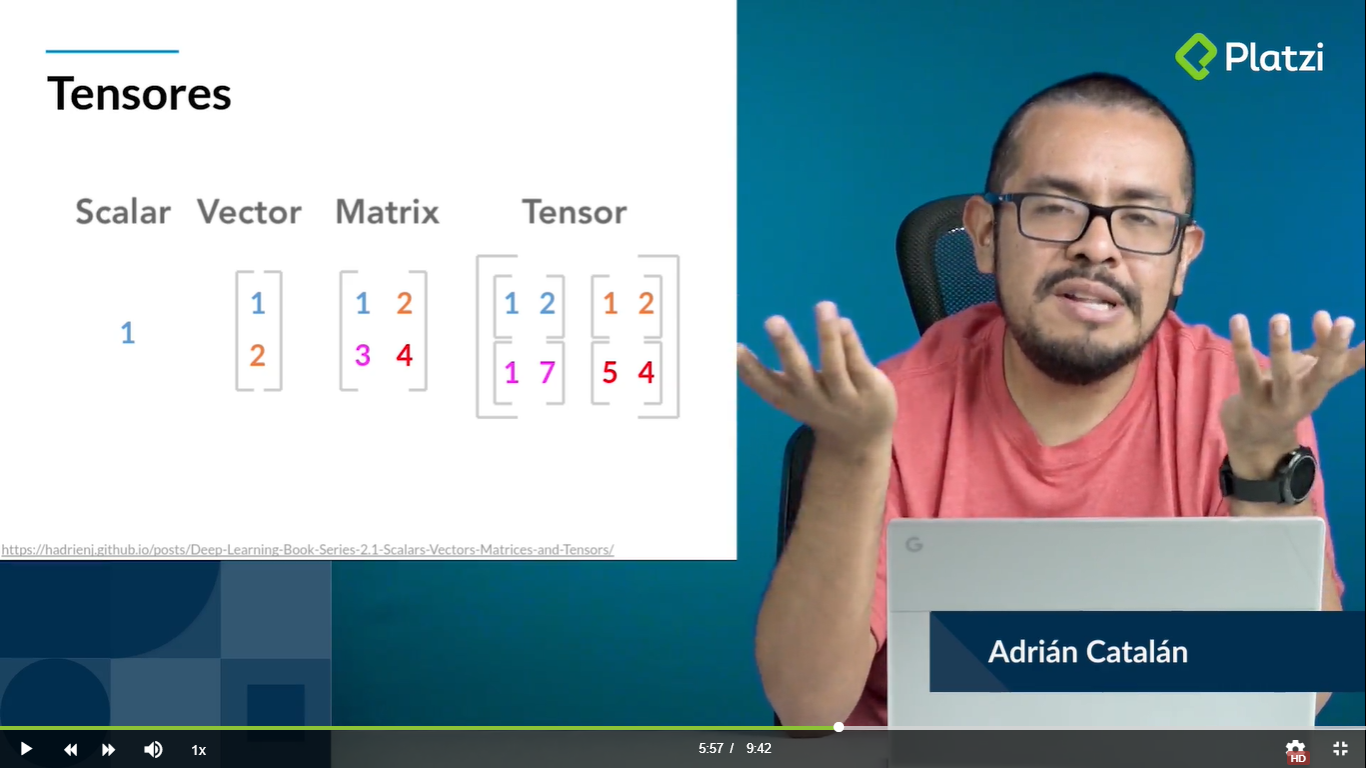 Platzi
Tensores
Scalar Vector Matrix Tensor
1 1 2 1 2 1 2
1
2 3 4 1 7 5 4
https://hadrienj.github.io/posts/Deep-Learning-Book-Series-2.1-Scalars-Vectors-Matrices-and-Tensors/
G
Adrián Catalán
1x 5:57 / 9:42 HD